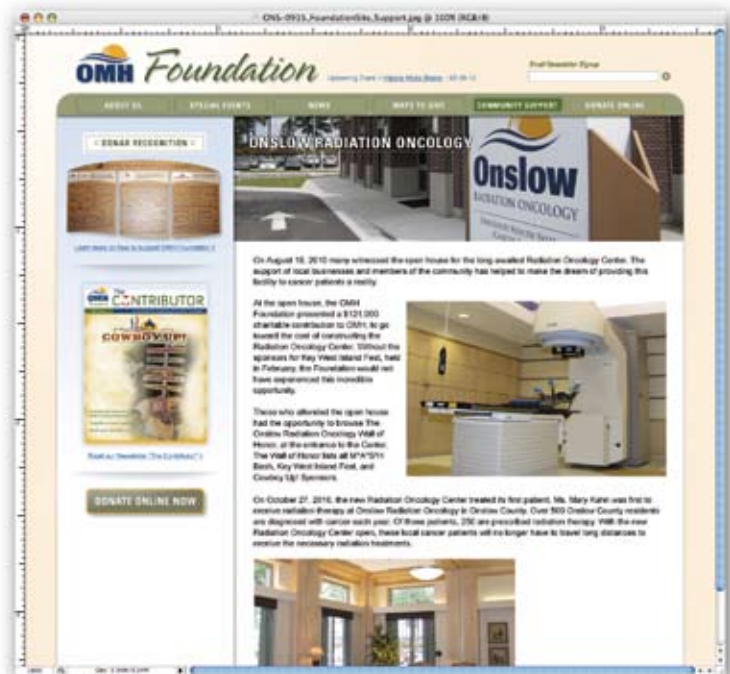 ONS-0915_FoundationSite_Support.jpg @ 100% (RGB/8)
OMH Foundation
Email Newsletter Signup
ABOUT US
SPECIAL EVENTS
NEWS
WAYS TO GIVE
COMMUNITY SUPPORT
DONATE ONLINE
DONAR RECOGNITION
ONSLOW RADIATION ONCOLOGY
Onslow
RADIATION ONCOLOGY
On August 18, 2010 many witnessed the open house for the long awaited Radiation Oncology Center. The
support of local businesses and members of the community has helped to make the dream of providing this
facility to cancer patients a reality.
At the open house, the OMH
Foundation presented a $121,000
charitable contribution to OMH, to go
toward the cost of constructing the
Radiation Oncology Center. Without the
sponsors for Key West Island Fest, held
in February, the Foundation would not
have experienced this incredible
opportunity.
The
CONTRIBUTOR
COWBOY UP!
Those who attended the open house
had the opportunity to browse The
Onslow Radiation Oncology Wall of
Honor, at the entrance to the Center.
The Wall of Honor lists all M*A*S*H
Bash, Key West Island Fest, and
Cowboy Up! Sponsors.
Read our Newsletter "The Contributor"
DONATE ONLINE NOW
On October 27, 2010, the new Radiation Oncology Center treated its first patient. Ms. Mary Kahn was first to
receive radiation therapy at Onslow Radiation Oncology in Onslow County. Over 500 Onslow County residents
are diagnosed with cancer each year. Of those patients, 250 are prescribed radiation therapy. With the new
Radiation Oncology Center open, these local cancer patients will no longer have to travel long distances to
receive the necessary radiation treatments.